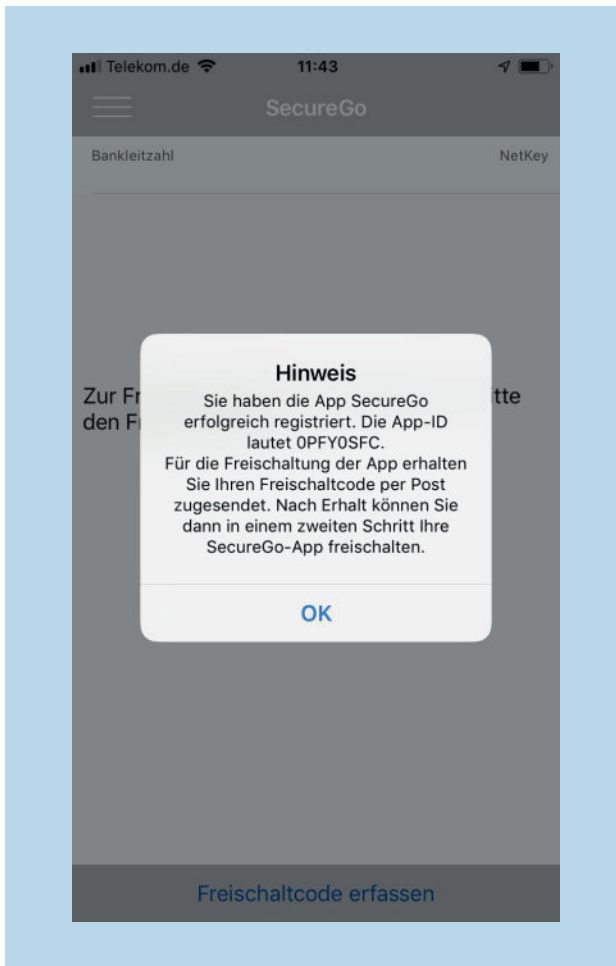 Telekom.de 11:43
SecureGo
Bankleitzahl NetKey
Hinweis
Zur Fr Sie haben die App SecureGo itte
den F erfolgreich registriert. Die App-ID
lautet 0PFY0SFC.
Für die Freischaltung der App erhalten
Sie Ihren Freischaltcode per Post
zugesendet. Nach Erhalt können Sie
dann in einem zweiten Schritt Ihre
SecureGo-App freischalten.
OK
Freischaltcode erfassen